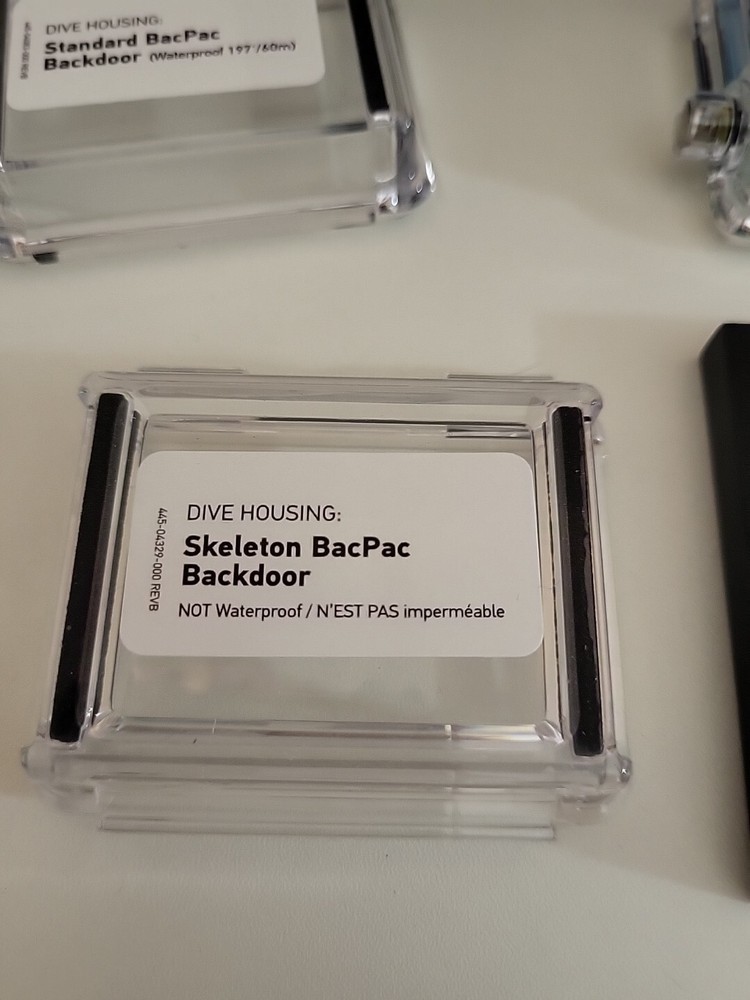 DIVE HOUSING:
Standard BacPac
Backdoor (Waterproof 197'/60m)
DIVE HOUSING:
Skeleton BacPac
Backdoor
NOT Waterproof / N'EST PAS imperméable
445-04329-000 REVB